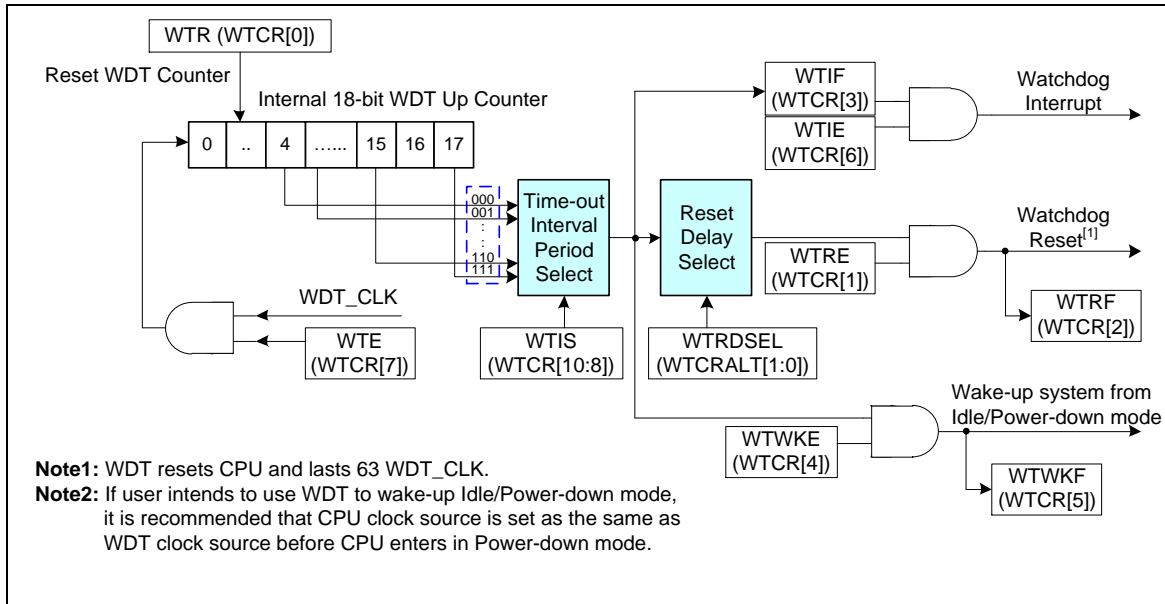 WTR (WTCR[0])
Reset WDT Counter
Internal 18-bit WDT Up Counter
0 .. 4 …... 15 16 17
000
001
:
:
110
111
Time-out
Interval
Period
Select
Reset
Delay
Select
WTIF
(WTCR[3])
WTIE
(WTCR[6])
Watchdog
Interrupt
WTRE
(WTCR[1])
Watchdog
Reset[1]
WTRF
(WTCR[2])
WDT_CLK
WTE
(WTCR[7])
WTIS
(WTCR[10:8])
WTRDSEL
(WTCRALT[1:0])
WTWKE
(WTCR[4])
Wake-up system from
Idle/Power-down mode
WTWKF
(WTCR[5])
Note1: WDT resets CPU and lasts 63 WDT_CLK.
Note2: If user intends to use WDT to wake-up Idle/Power-down mode,
it is recommended that CPU clock source is set as the same as
WDT clock source before CPU enters in Power-down mode.